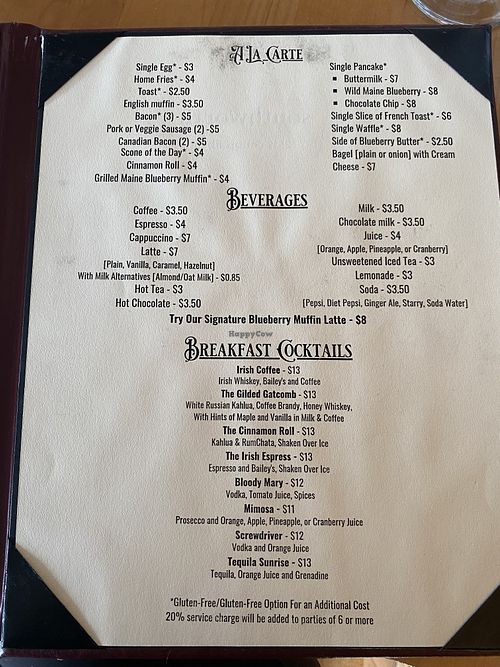 A La Carte
Single Egg* - $3
Home Fries* - $4
Toast* - $2.50
English muffin - $3.50
Bacon* (3) - $5
Pork or Veggie Sausage (2) -$5
Canadian Bacon (2) - $5
Scone of the Day* - $4
Cinnamon Roll - $4
Grilled Maine Blueberry Muffin* - $4
Single Pancake*
▪ Buttermilk - $7
▪ Wild Maine Blueberry - $8
▪ Chocolate Chip - $8
Single Slice of French Toast* - $6
Single Waffle* - $8
Side of Blueberry Butter* - $2.50
Bagel [plain or onion] with Cream
Cheese - $7
Beverages
Coffee - $3.50
Espresso - $4
Cappuccino - $7
Latte - $7
[Plain, Vanilla, Caramel, Hazelnut]
With Milk Alternatives [Almond/Oat Milk] - $0.85
Hot Tea - $3
Hot Chocolate - $3.50
Milk - $3.50
Chocolate milk - $3.50
Juice - $4
[Orange, Apple, Pineapple, or Cranberry]
Unsweetened Iced Tea - $3
Lemonade - $3
Soda - $3.50
[Pepsi, Diet Pepsi, Ginger Ale, Starry, Soda Water]
Try Our Signature Blueberry Muffin Latte - $8
HappyCow
Breakfast Cocktails
Irish Coffee - $13
Irish Whiskey, Bailey's and Coffee
The Gilded Gatcomb - $13
White Russian Kahlua, Coffee Brandy, Honey Whiskey,
With Hints of Maple and Vanilla in Milk & Coffee
The Cinnamon Roll - $13
Kahlua & RumChata, Shaken Over Ice
The Irish Espress - $13
Espresso and Bailey's, Shaken Over Ice
Bloody Mary - $12
Vodka, Tomato Juice, Spices
Mimosa - $11
Prosecco and Orange, Apple, Pineapple, or Cranberry Juice
Screwdriver - $12
Vodka and Orange Juice
Tequila Sunrise - $13
Tequila, Orange Juice and Grenadine
*Gluten-Free/Gluten-Free Option For an Additional Cost
20% service charge will be added to parties of 6 or more